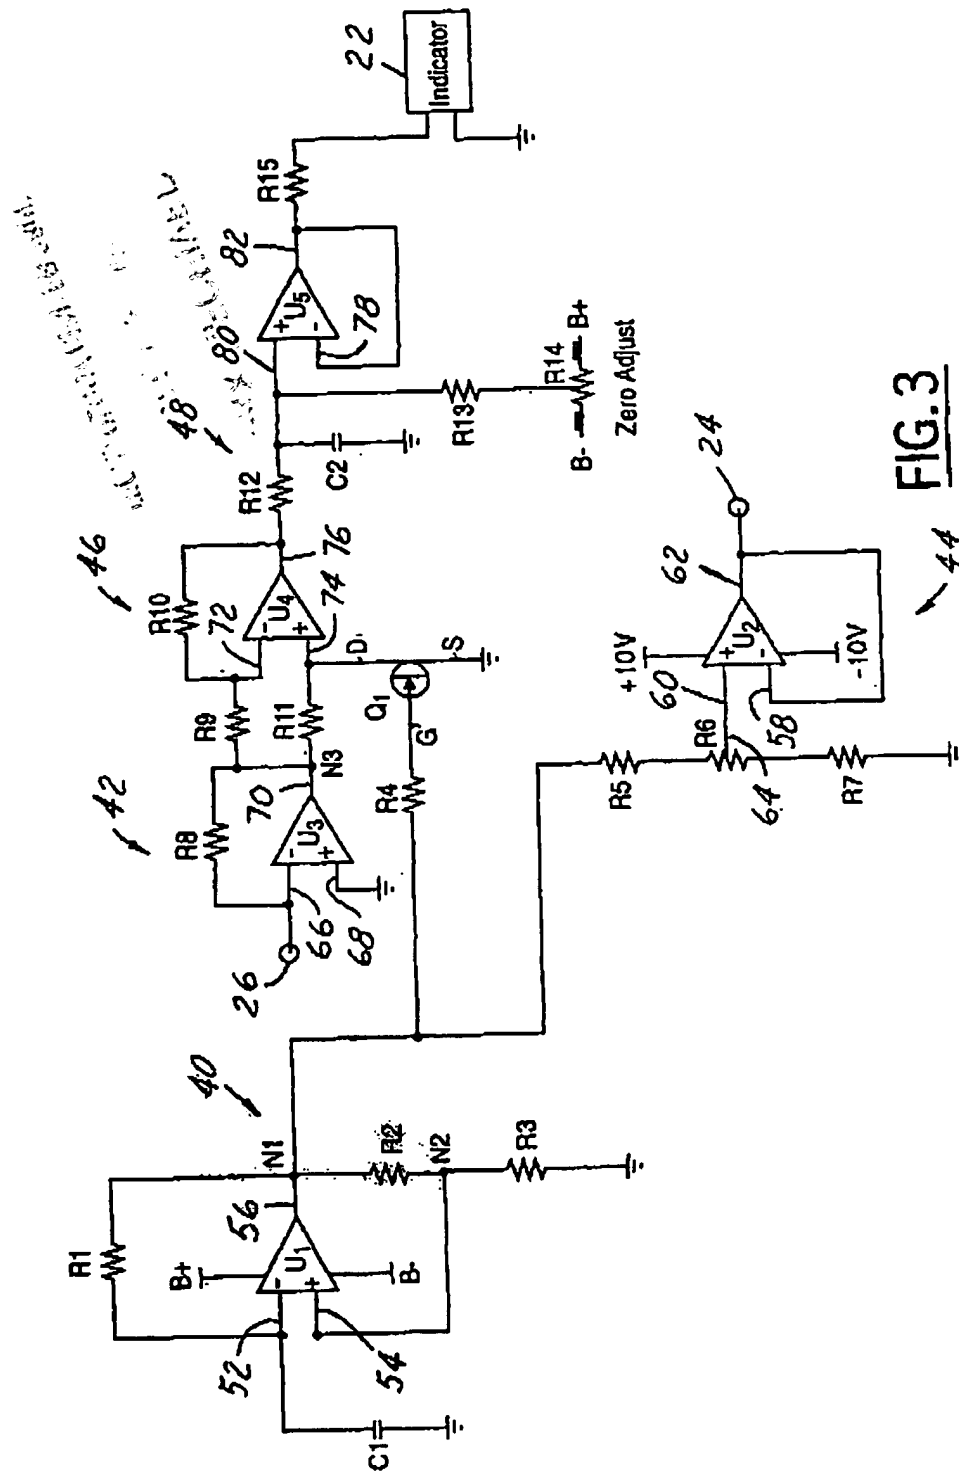 22
Indicator
R15
82
U5
+
-
78
80
48
R12
C2
R13
R14
B-
B+
Zero Adjust
46
R10
72
U4
-
+
76
74
D
S
Q1
G
R4
R9
R11
42
R8
70
N3
U3
-
+
66
68
26
40
R1
N1
56
B+
U1
-
+
B-
52
54
R2
N2
R3
C1
R5
R6
R7
64
60
58
+10V
U2
+
-
-10V
62
24
44
FIG.3